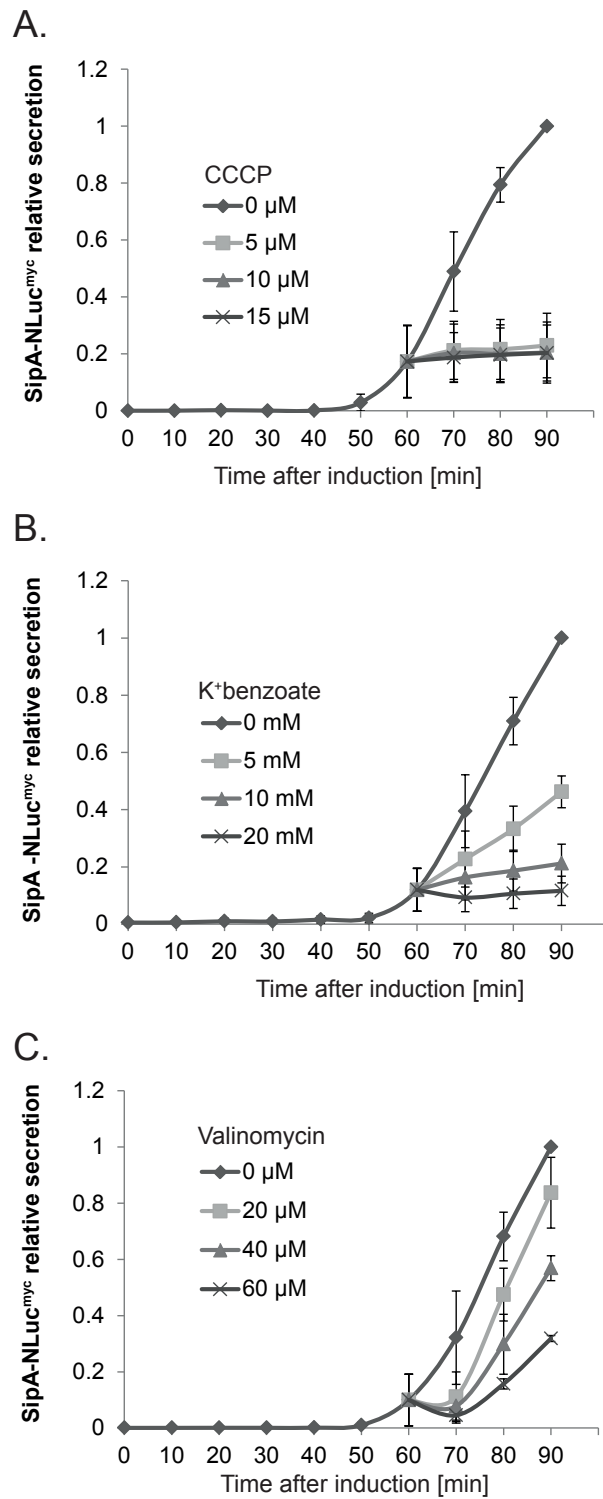 A.
SipA-NLucᵐʸᶜ relative secretion
1.2
1
0.8
0.6
0.4
0.2
0
CCCP
0 µM
5 µM
10 µM
15 µM
0 10 20 30 40 50 60 70 80 90
Time after induction [min]
B.
SipA -NLucᵐʸᶜ relative secretion
1.2
1
0.8
0.6
0.4
0.2
0
K⁺benzoate
0 mM
5 mM
10 mM
20 mM
0 10 20 30 40 50 60 70 80 90
Time after induction [min]
C.
SipA-NLucᵐʸᶜ relative secretion
1.2
1
0.8
0.6
0.4
0.2
0
Valinomycin
0 µM
20 µM
40 µM
60 µM
0 10 20 30 40 50 60 70 80 90
Time after induction [min]